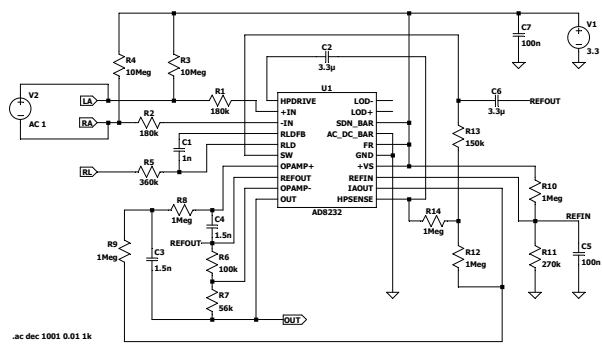 C7
100n
V1
3.3
R4
10Meg
R3
10Meg
C2
3.3µ
V2
AC 1
LA
RA
RL
R1
180k
R2
180k
C1
1n
R5
360k
U1
HPDRIVE
+IN
-IN
RLDFB
RLD
SW
OPAMP+
REFOUT
OPAMP-
OUT
LOD-
LOD+
SDN_BAR
AC_DC_BAR
FR
GND
+VS
REFIN
IAOUT
HPSENSE
AD8232
C6
3.3µ
REFOUT
R13
150k
R10
1Meg
REFIN
R14
1Meg
R12
1Meg
R11
270k
C5
100n
R8
1Meg
C4
1.5n
REFOUT
R9
1Meg
C3
1.5n
R6
100k
R7
56k
OUT
.ac dec 1001 0.01 1k